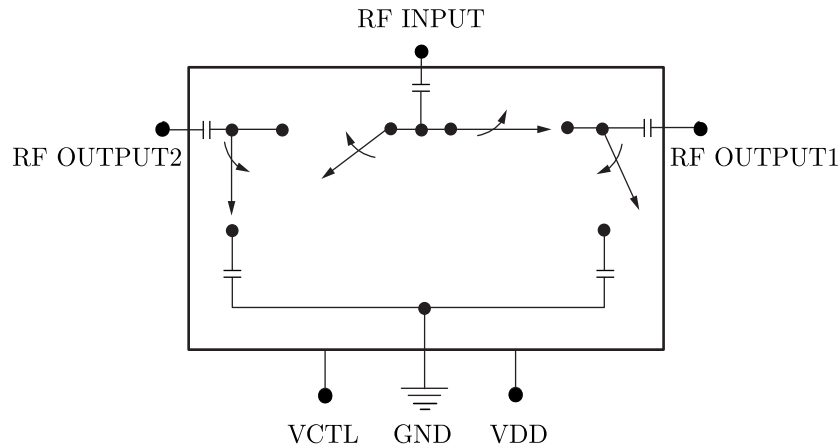 RF INPUT
RF OUTPUT2
RF OUTPUT1
VCTL
GND
VDD